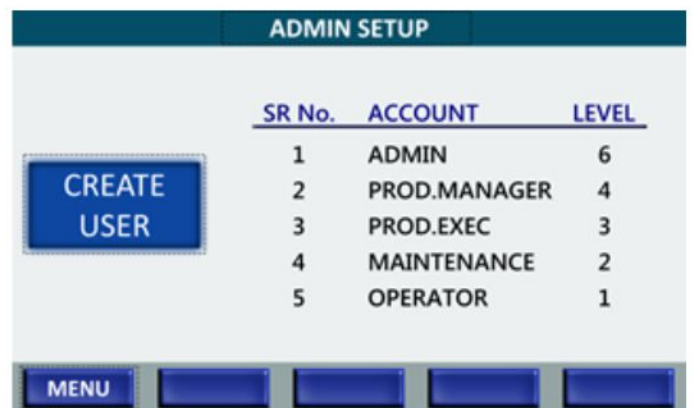 ADMIN SETUP
SR No. ACCOUNT LEVEL
1 ADMIN 6
2 PROD.MANAGER 4
3 PROD.EXEC 3
4 MAINTENANCE 2
5 OPERATOR 1
CREATE
USER
MENU